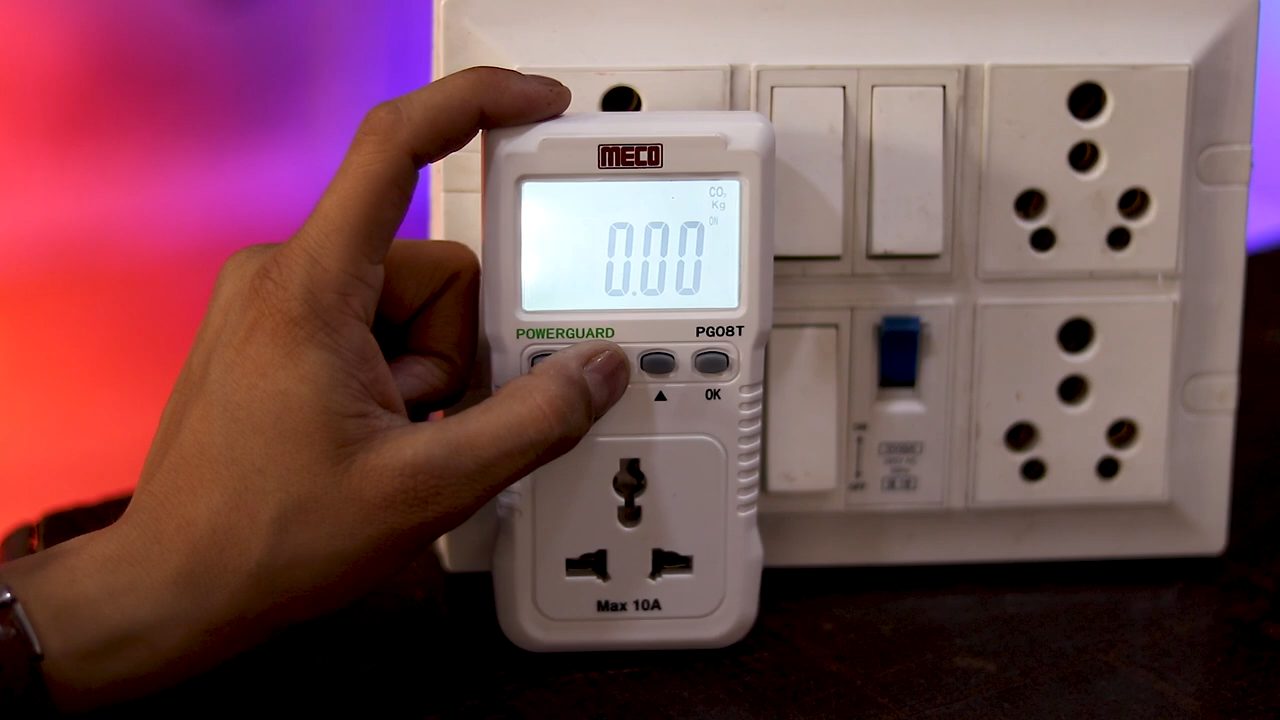 MECO
CO₂
Kg
ON
0.00
POWERGUARD PG08T
▲ OK
Max 10A